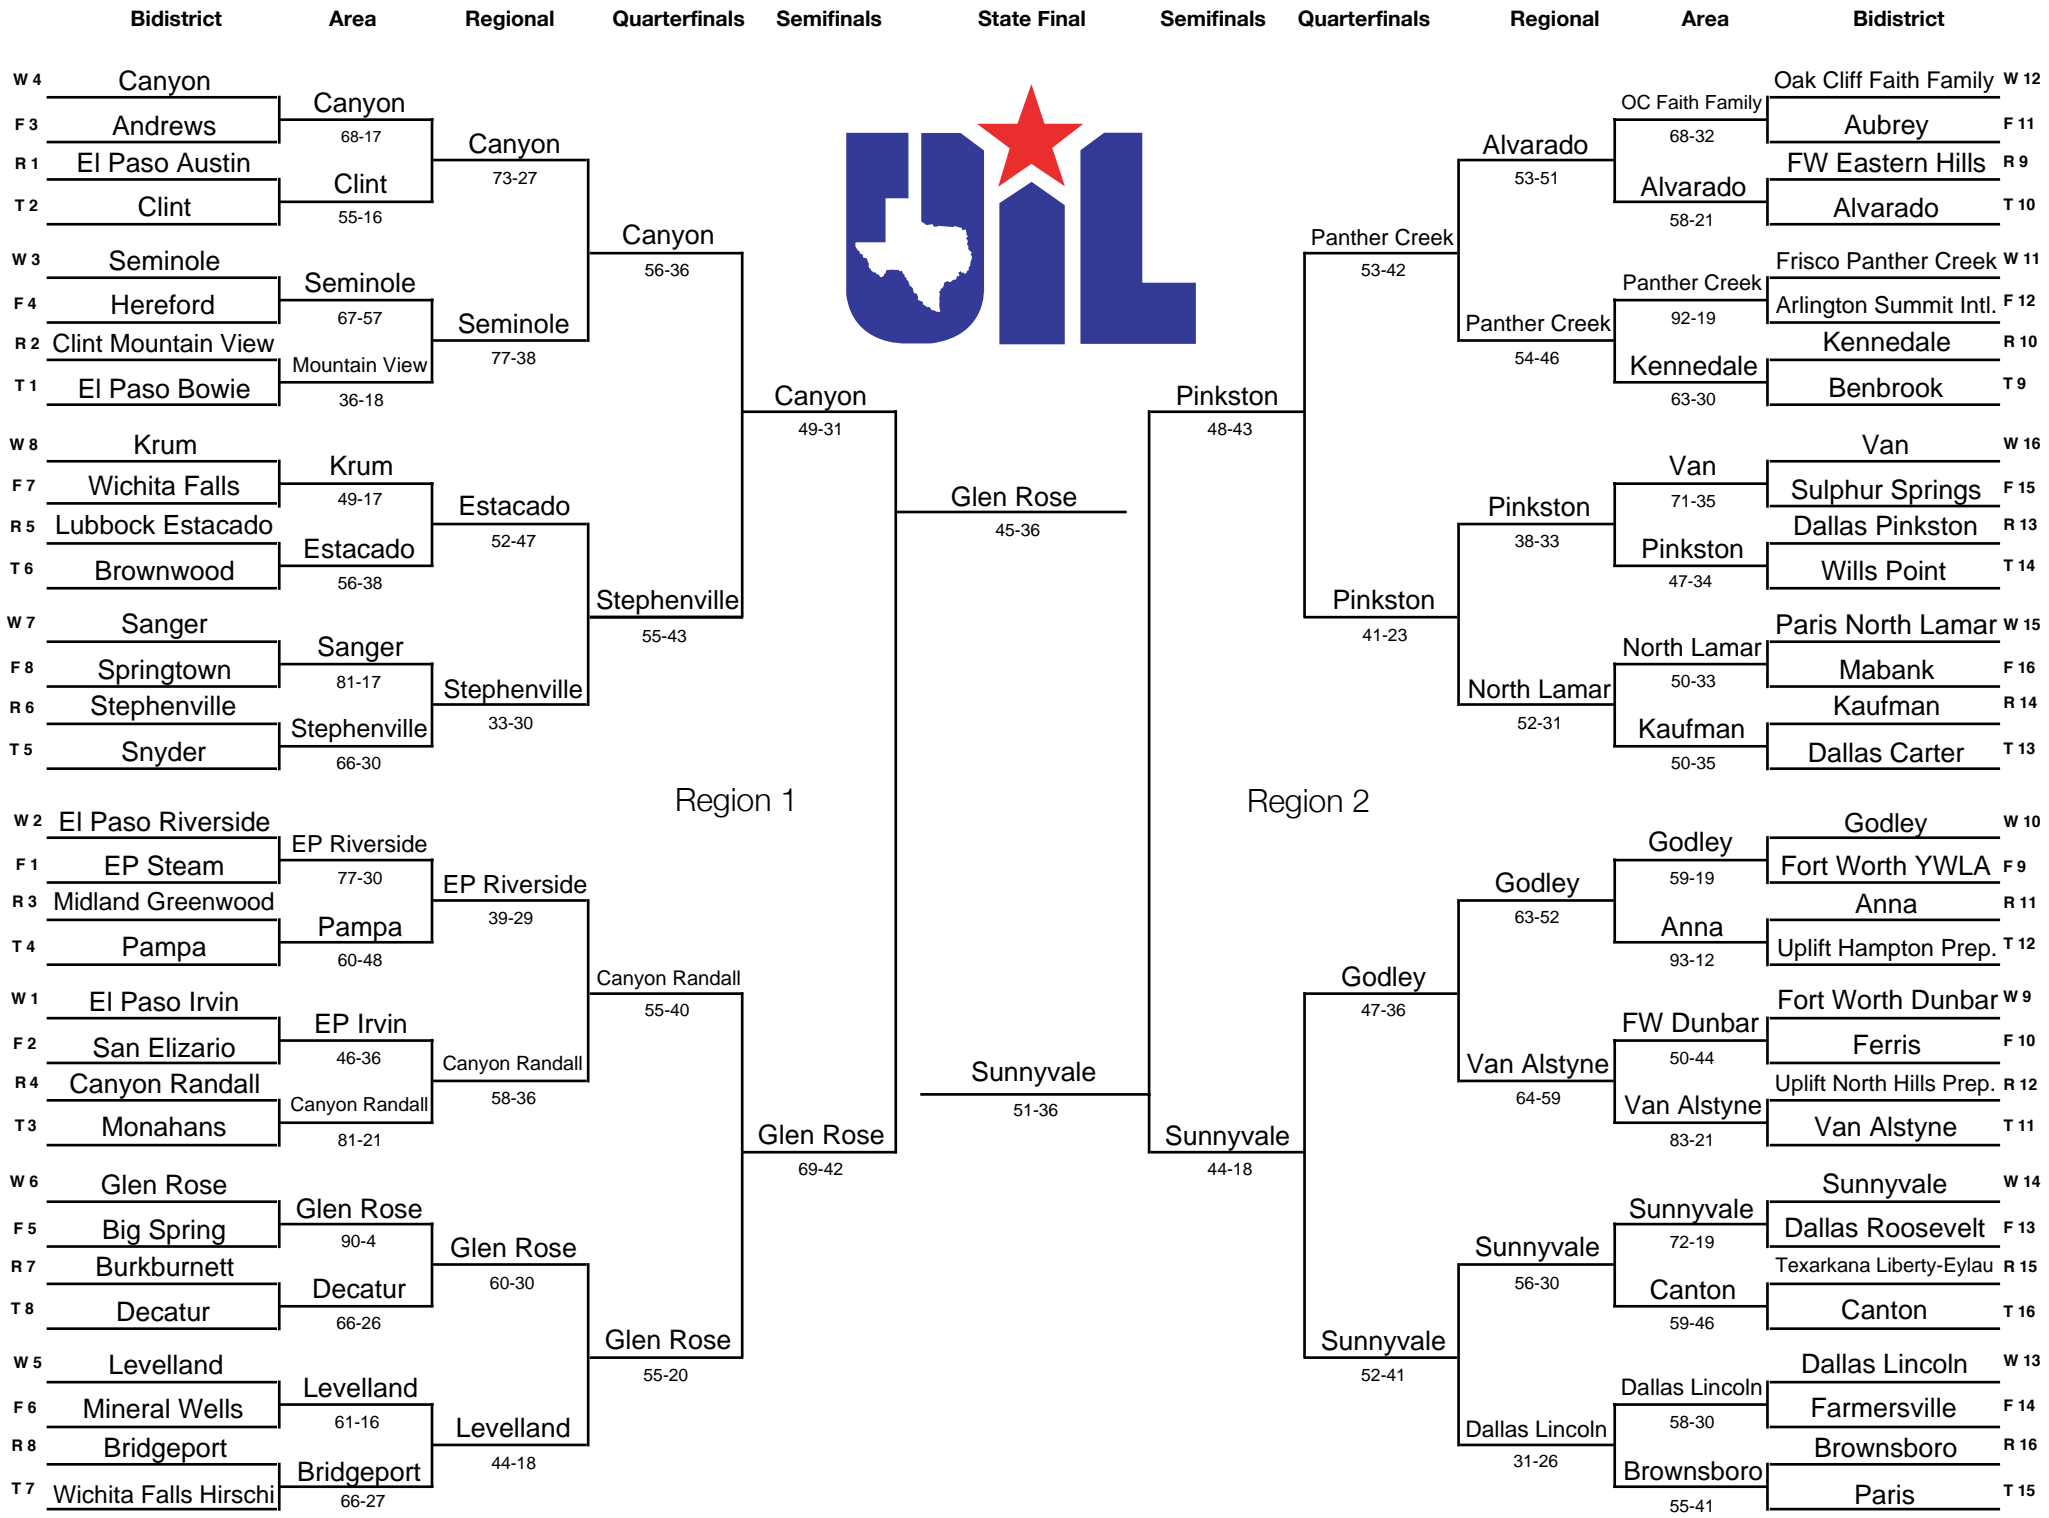 Bidistrict Area Regional Quarterfinals Semifinals State Final Semifinals Quarterfinals Regional Area Bidistrict
W 4 Canyon
F 3 Andrews
R 1 El Paso Austin
T 2 Clint
W 3 Seminole
F 4 Hereford
R 2 Clint Mountain View
T 1 El Paso Bowie
W 8 Krum
F 7 Wichita Falls
R 5 Lubbock Estacado
T 6 Brownwood
W 7 Sanger
F 8 Springtown
R 6 Stephenville
T 5 Snyder
W 2 El Paso Riverside
F 1 EP Steam
R 3 Midland Greenwood
T 4 Pampa
W 1 El Paso Irvin
F 2 San Elizario
R 4 Canyon Randall
T 3 Monahans
W 6 Glen Rose
F 5 Big Spring
R 7 Burkburnett
T 8 Decatur
W 5 Levelland
F 6 Mineral Wells
R 8 Bridgeport
T 7 Wichita Falls Hirschi
Canyon
68-17
Clint
55-16
Seminole
67-57
Mountain View
36-18
Krum
49-17
Estacado
56-38
Sanger
81-17
Stephenville
66-30
EP Riverside
77-30
Pampa
60-48
EP Irvin
46-36
Canyon Randall
81-21
Glen Rose
90-4
Decatur
66-26
Levelland
61-16
Bridgeport
66-27
Canyon
73-27
Seminole
77-38
Estacado
52-47
Stephenville
33-30
EP Riverside
39-29
Canyon Randall
58-36
Glen Rose
60-30
Levelland
44-18
Canyon
56-36
Stephenville
55-43
Region 1
Canyon Randall
55-40
Glen Rose
55-20
Canyon
49-31
Glen Rose
69-42
UIL
Glen Rose
45-36
Sunnyvale
51-36
Pinkston
48-43
Sunnyvale
44-18
Panther Creek
53-42
Pinkston
41-23
Region 2
Godley
47-36
Sunnyvale
52-41
Alvarado
53-51
Panther Creek
54-46
Pinkston
38-33
North Lamar
52-31
Godley
63-52
Van Alstyne
64-59
Sunnyvale
56-30
Dallas Lincoln
31-26
OC Faith Family
68-32
Alvarado
58-21
Panther Creek
92-19
Kennedale
63-30
Van
71-35
Pinkston
47-34
North Lamar
50-33
Kaufman
50-35
Godley
59-19
Anna
93-12
FW Dunbar
50-44
Van Alstyne
83-21
Sunnyvale
72-19
Canton
59-46
Dallas Lincoln
58-30
Brownsboro
55-41
Oak Cliff Faith Family W 12
Aubrey F 11
FW Eastern Hills R 9
Alvarado T 10
Frisco Panther Creek W 11
Arlington Summit Intl. F 12
Kennedale R 10
Benbrook T 9
Van W 16
Sulphur Springs F 15
Dallas Pinkston R 13
Wills Point T 14
Paris North Lamar W 15
Mabank F 16
Kaufman R 14
Dallas Carter T 13
Godley W 10
Fort Worth YWLA F 9
Anna R 11
Uplift Hampton Prep. T 12
Fort Worth Dunbar W 9
Ferris F 10
Uplift North Hills Prep. R 12
Van Alstyne T 11
Sunnyvale W 14
Dallas Roosevelt F 13
Texarkana Liberty-Eylau R 15
Canton T 16
Dallas Lincoln W 13
Farmersville F 14
Brownsboro R 16
Paris T 15